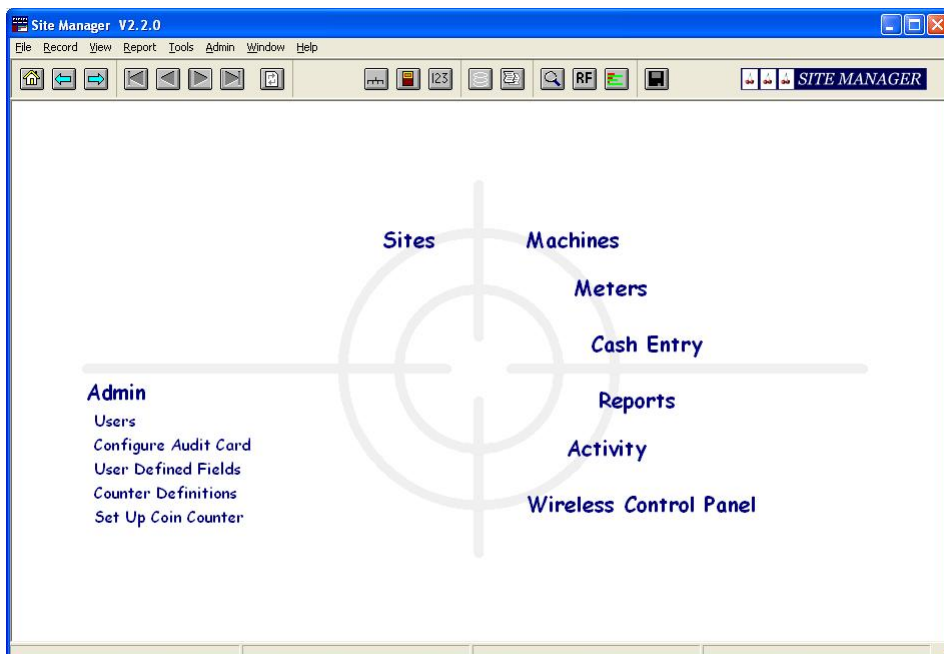 Site Manager V2.2.0
File Record View Report Tools Admin Window Help
123 RF SITE MANAGER
Sites Machines
Meters
Cash Entry
Admin
Reports
Users
Configure Audit Card
Activity
User Defined Fields
Counter Definitions
Wireless Control Panel
Set Up Coin Counter